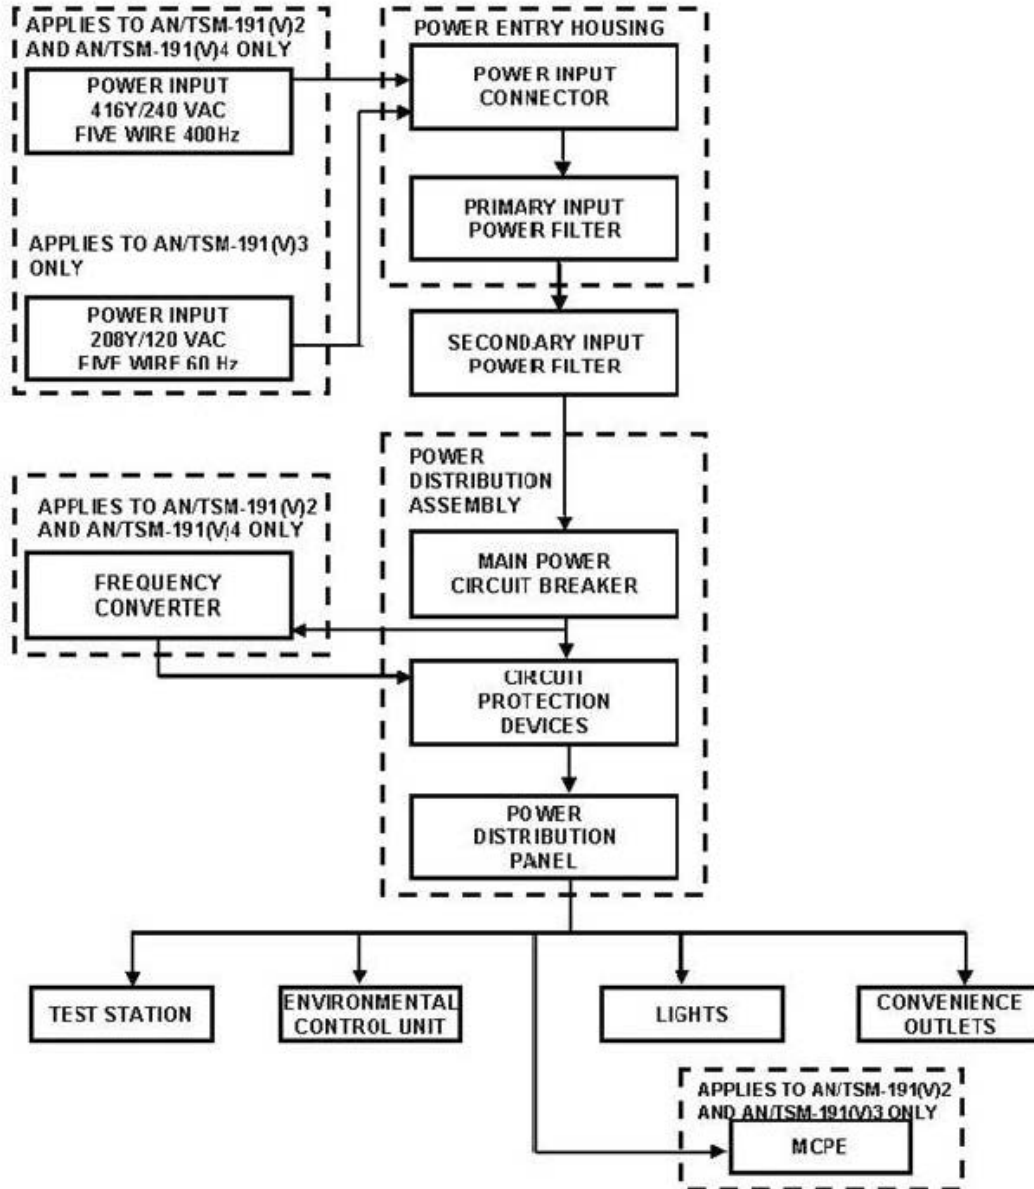 APPLIES TO AN/TSM-191(V)2
AND AN/TSM-191(V)4 ONLY
POWER INPUT
416Y/240 VAC
FIVE WIRE 400Hz
APPLIES TO AN/TSM-191(V)3
ONLY
POWER INPUT
208Y/120 VAC
FIVE WIRE 60 Hz
POWER ENTRY HOUSING
POWER INPUT
CONNECTOR
PRIMARY INPUT
POWER FILTER
SECONDARY INPUT
POWER FILTER
POWER
DISTRIBUTION
ASSEMBLY
MAIN POWER
CIRCUIT BREAKER
APPLIES TO AN/TSM-191(V)2
AND AN/TSM-191(V)4 ONLY
FREQUENCY
CONVERTER
CIRCUIT
PROTECTION
DEVICES
POWER
DISTRIBUTION
PANEL
TEST STATION
ENVIRONMENTAL
CONTROL UNIT
LIGHTS
CONVENIENCE
OUTLETS
APPLIES TO AN/TSM-191(V)2
AND AN/TSM-191(V)3 ONLY
MCPE